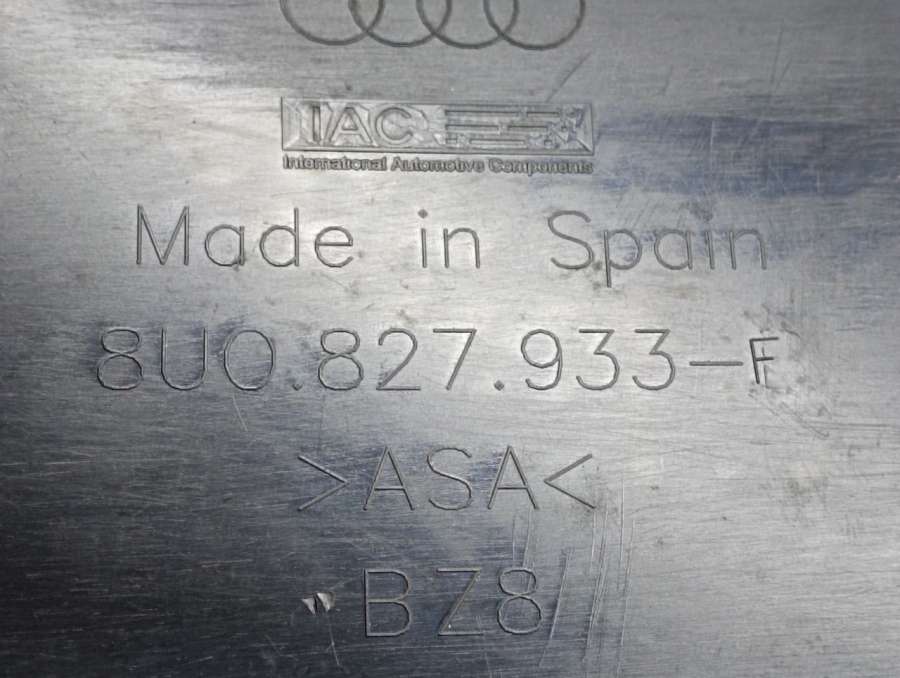 IAC
International Automotive Components
Made in Spain
8U0.827.933-F
>ASA<
BZ8